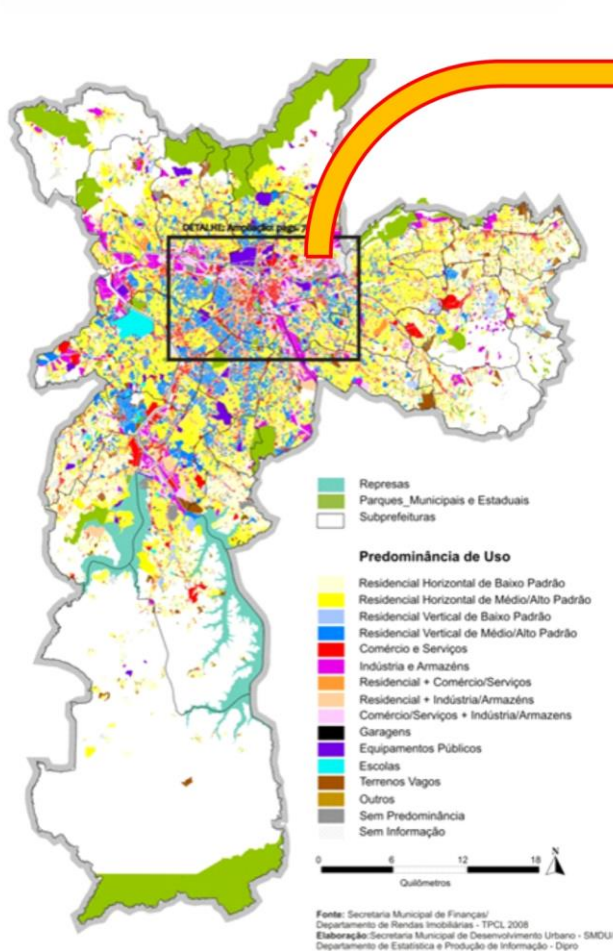 DETALHE: Ampliação: págs. 7
Represas
Parques_Municipais e Estaduais
Subprefeituras
Predominância de Uso
Residencial Horizontal de Baixo Padrão
Residencial Horizontal de Médio/Alto Padrão
Residencial Vertical de Baixo Padrão
Residencial Vertical de Médio/Alto Padrão
Comércio e Serviços
Indústria e Armazéns
Residencial + Comércio/Serviços
Residencial + Indústria/Armazéns
Comércio/Serviços + Indústria/Armazens
Garagens
Equipamentos Públicos
Escolas
Terrenos Vagos
Outros
Sem Predominância
Sem Informação
N
0 6 12 18
Quilômetros
Fonte: Secretaria Municipal de Finanças/
Departamento de Rendas Imobiliárias - TPCL 2008
Elaboração:Secretaria Municipal de Desenvolvimento Urbano - SMDU/
Departamento de Estatística e Produção de Informação - Dipro